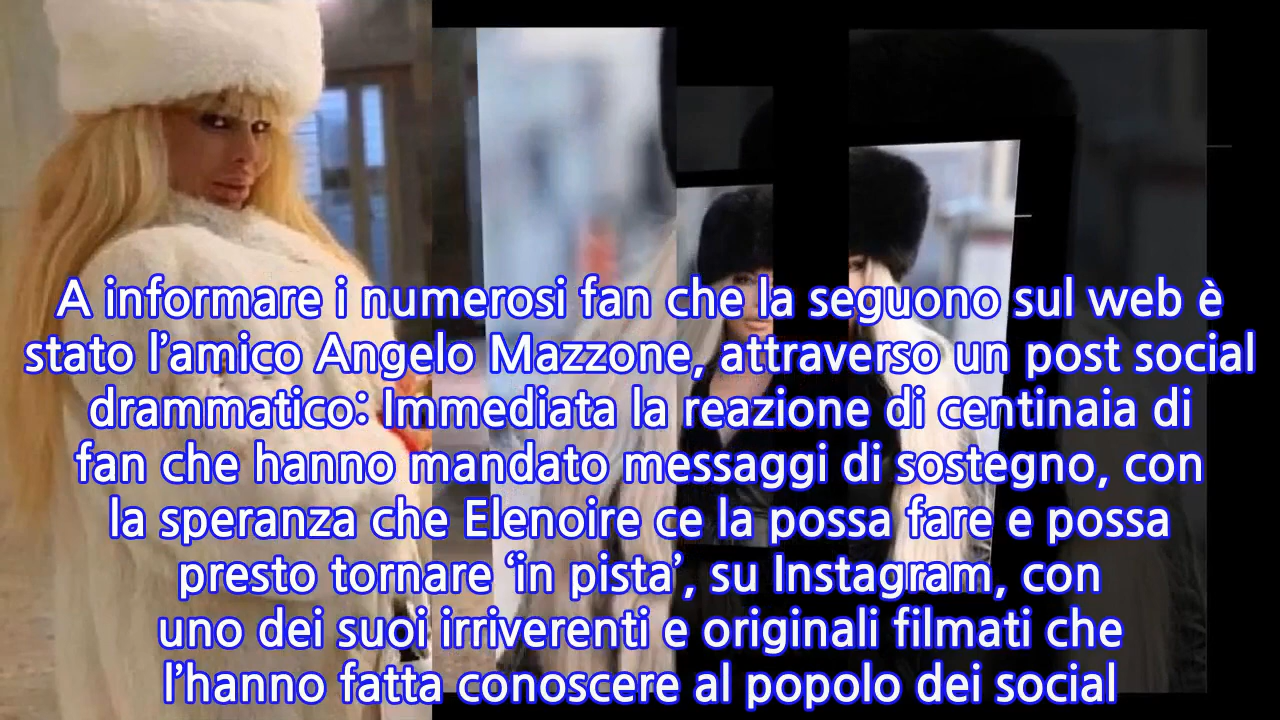 A informare i numerosi fan che la seguono sul web è
stato l’amico Angelo Mazzone, attraverso un post social
drammatico: Immediata la reazione di centinaia di
fan che hanno mandato messaggi di sostegno, con
la speranza che Elenoire ce la possa fare e possa
presto tornare ‘in pista’, su Instagram, con
uno dei suoi irriverenti e originali filmati che
l’hanno fatta conoscere al popolo dei social